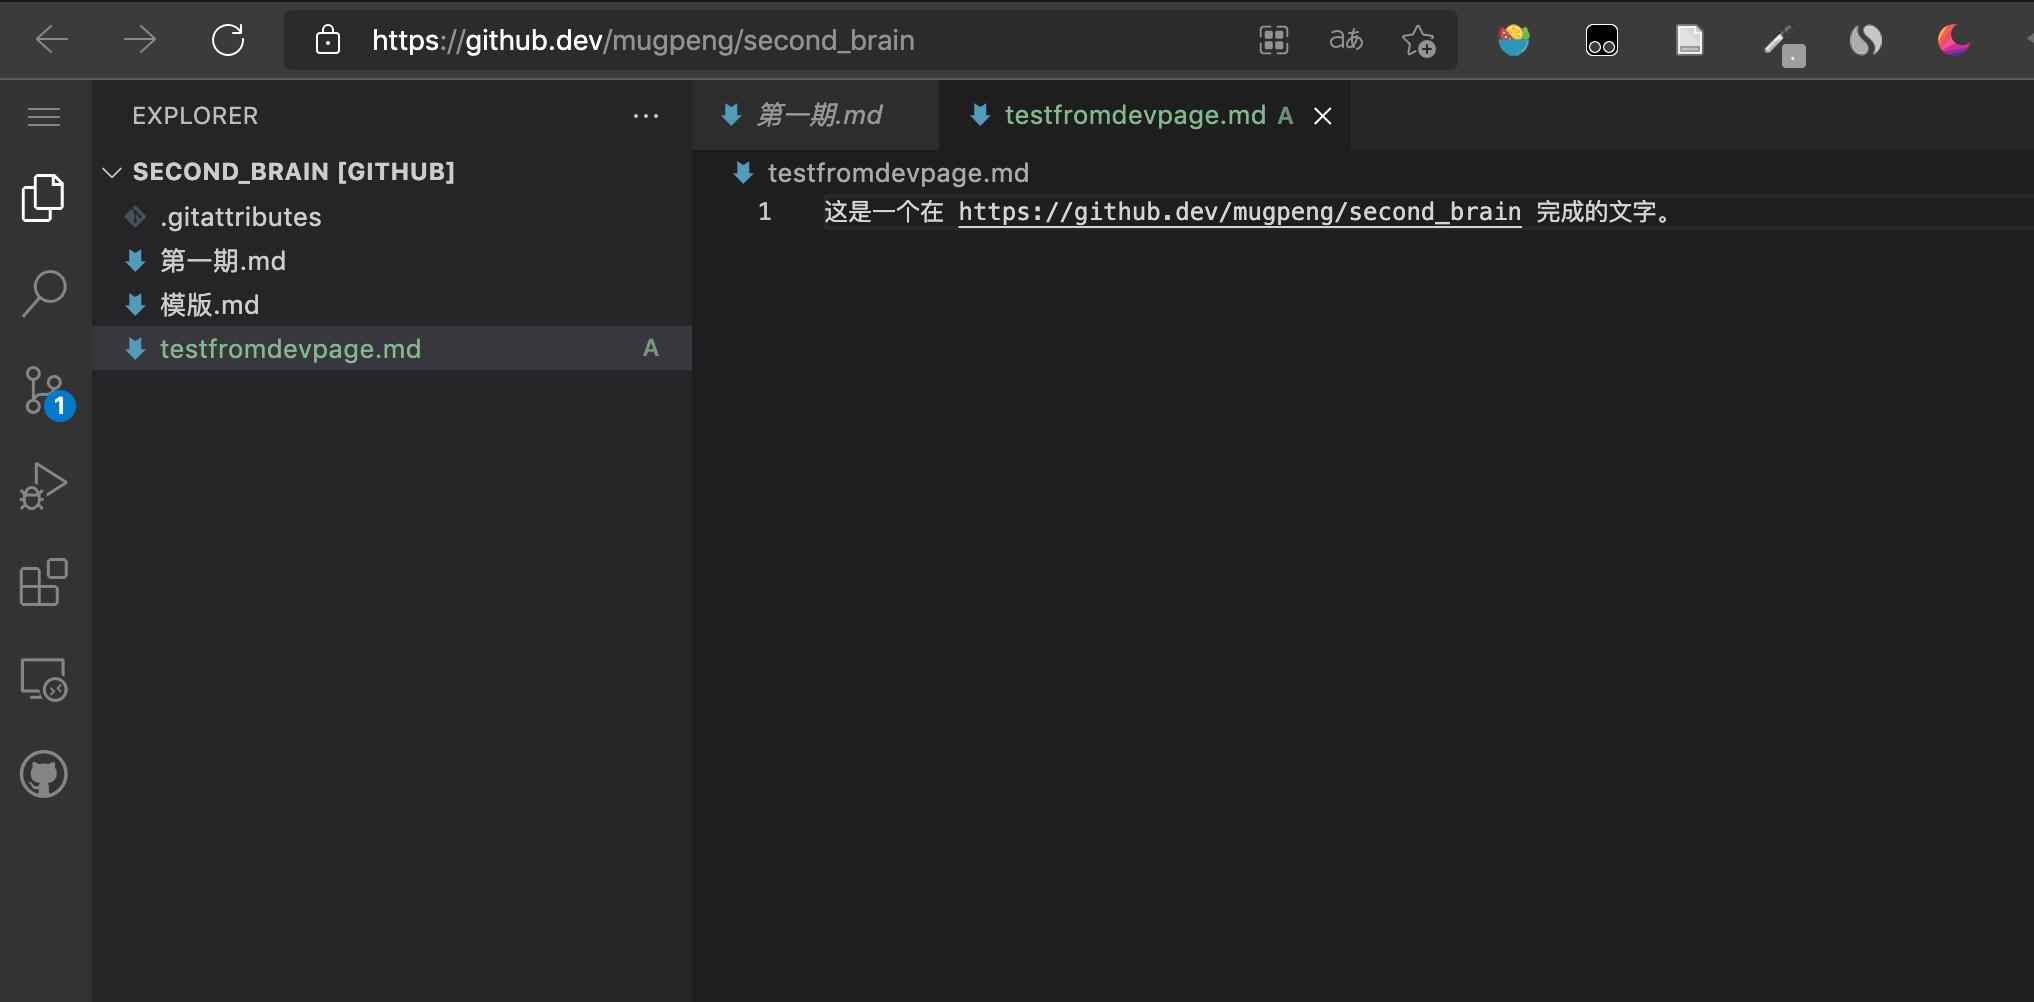 https://github.dev/mugpeng/second_brain
aあ
EXPLORER
···
第一期.md
testfromdevpage.md A
SECOND_BRAIN [GITHUB]
testfromdevpage.md
.gitattributes
1 这是一个在 https://github.dev/mugpeng/second_brain 完成的文字。
第一期.md
模版.md
testfromdevpage.md A
1